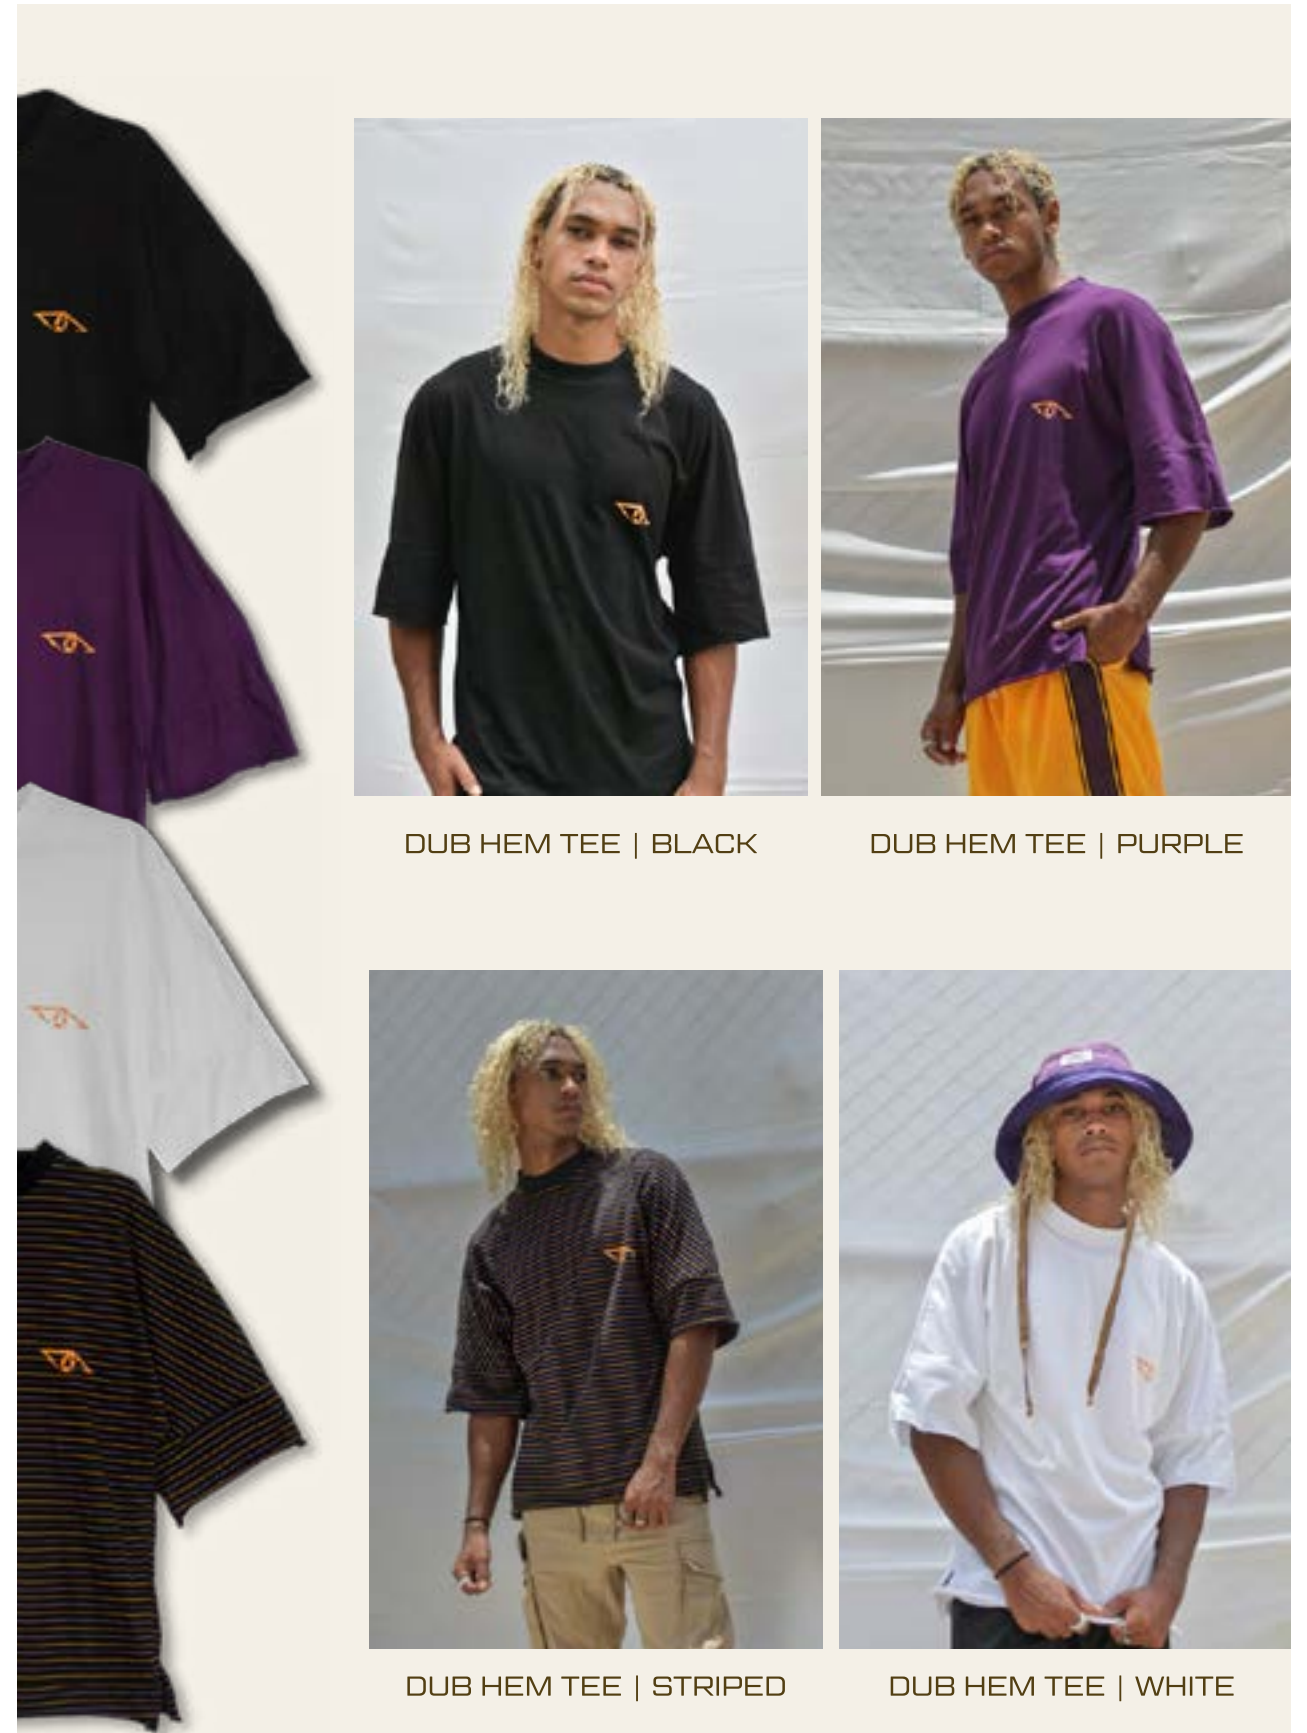 DUB HEM TEE | BLACK
DUB HEM TEE | PURPLE
DUB HEM TEE | STRIPED
DUB HEM TEE | WHITE